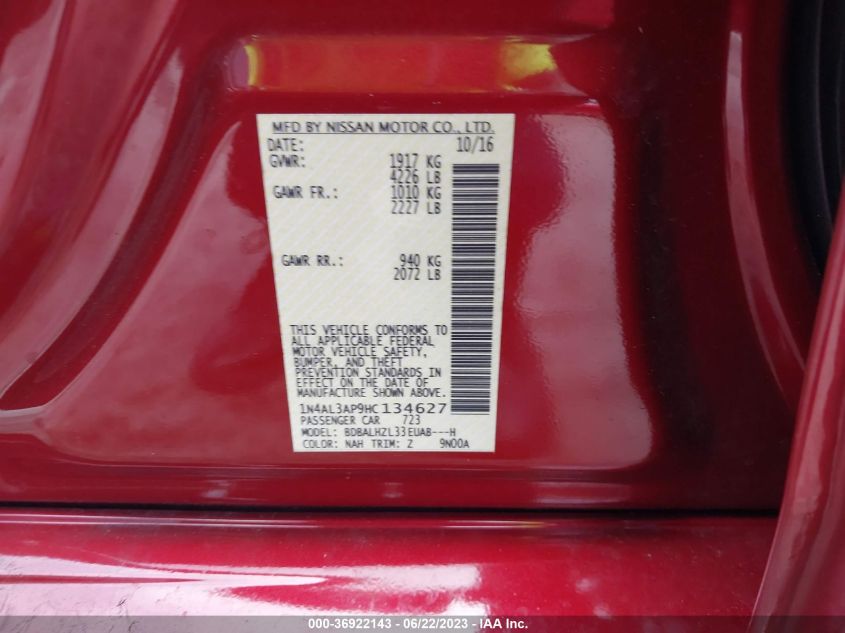 MFD BY NISSAN MOTOR CO., LTD.
DATE: 10/16
GVWR: 1917 KG
4226 LB
GAWR FR.: 1010 KG
2227 LB
GAWR RR.: 940 KG
2072 LB
THIS VEHICLE CONFORMS TO
ALL APPLICABLE FEDERAL
MOTOR VEHICLE SAFETY,
BUMPER, AND THEFT
PREVENTION STANDARDS IN
EFFECT ON THE DATE OF
MANUFACTURE SHOWN ABOVE.
1N4AL3AP9HC134627
PASSENGER CAR 723
MODEL: BDBALHZL33EUAB---H
COLOR: NAH TRIM: Z 9N00A
000-36922143 - 06/22/2023 - IAA Inc.